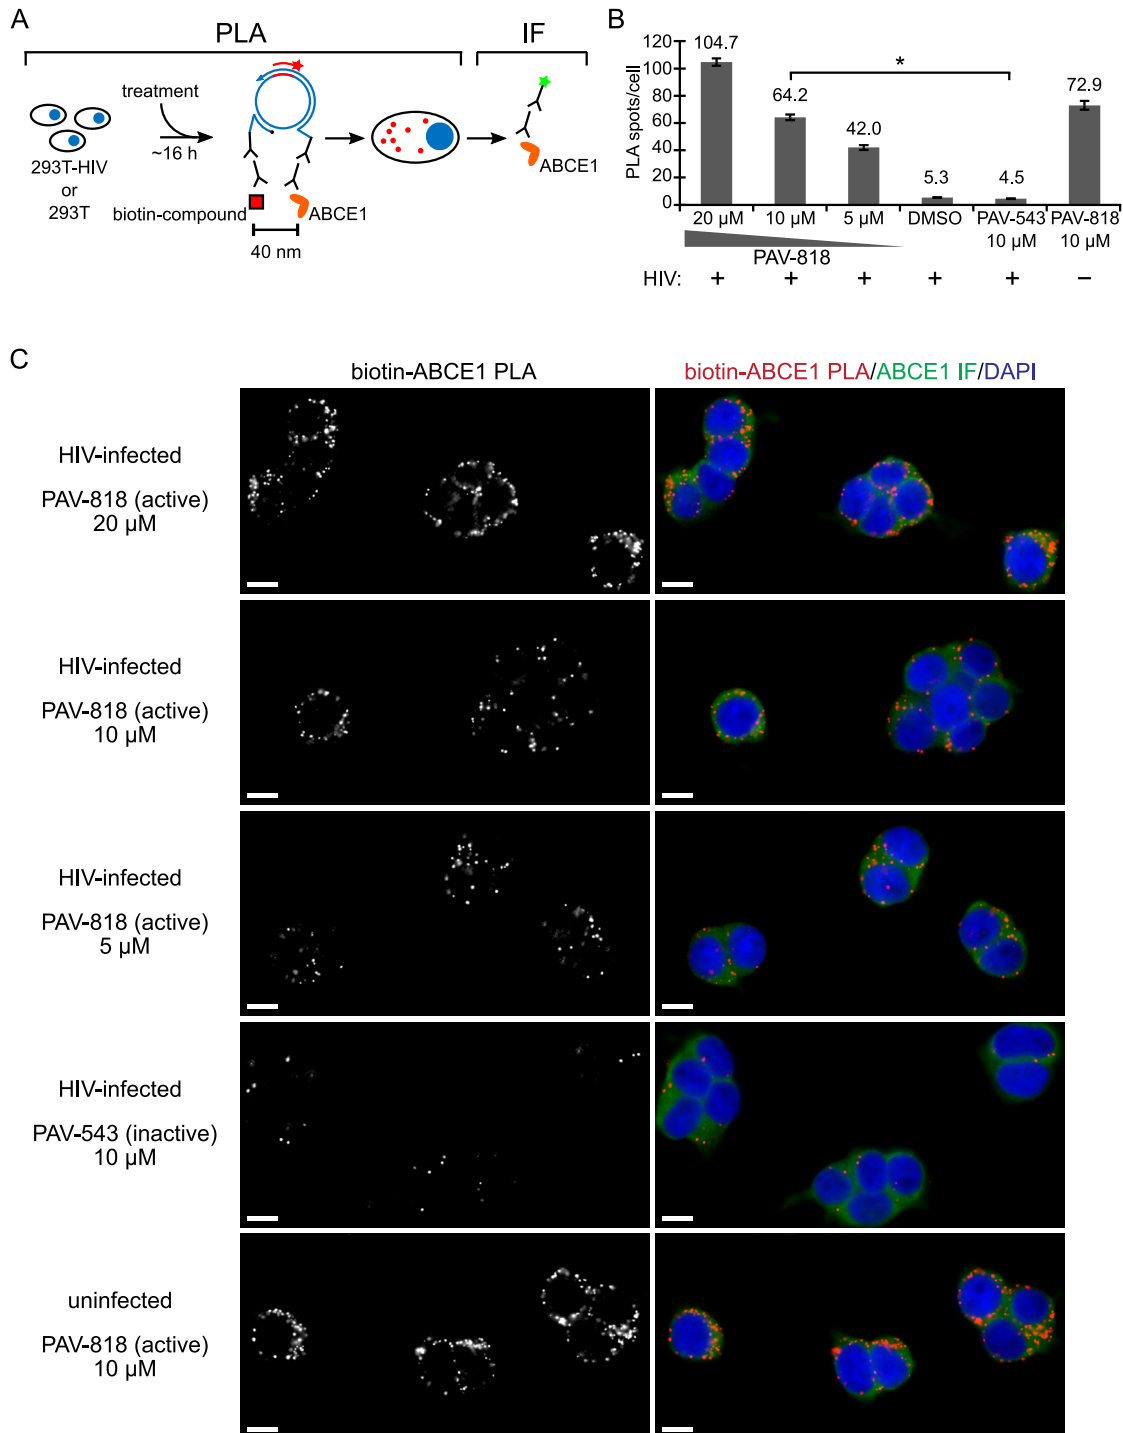 A
PLA
IF
treatment
~16 h
293T-HIV
or
293T
biotin-compound
ABCE1
40 nm
ABCE1
B
PLA spots/cell
120
100
80
60
40
20
0
104.7
64.2
42.0
5.3
4.5
72.9
*
20 µM
10 µM
5 µM
DMSO
PAV-543
10 µM
PAV-818
10 µM
PAV-818
HIV: + + + + + −
C
biotin-ABCE1 PLA
biotin-ABCE1 PLA/ABCE1 IF/DAPI
HIV-infected
PAV-818 (active)
20 µM
HIV-infected
PAV-818 (active)
10 µM
HIV-infected
PAV-818 (active)
5 µM
HIV-infected
PAV-543 (inactive)
10 µM
uninfected
PAV-818 (active)
10 µM